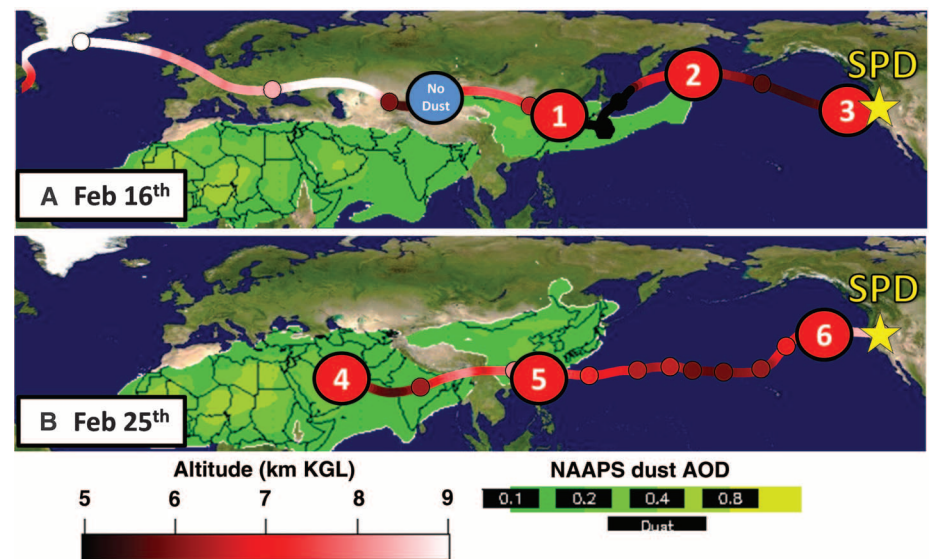 SPD
No
Dust
1
2
3
A Feb 16th
SPD
4
5
6
B Feb 25th
Altitude (km KGL)
5 6 7 8 9
NAAPS dust AOD
0.1 0.2 0.4 0.8
Dust